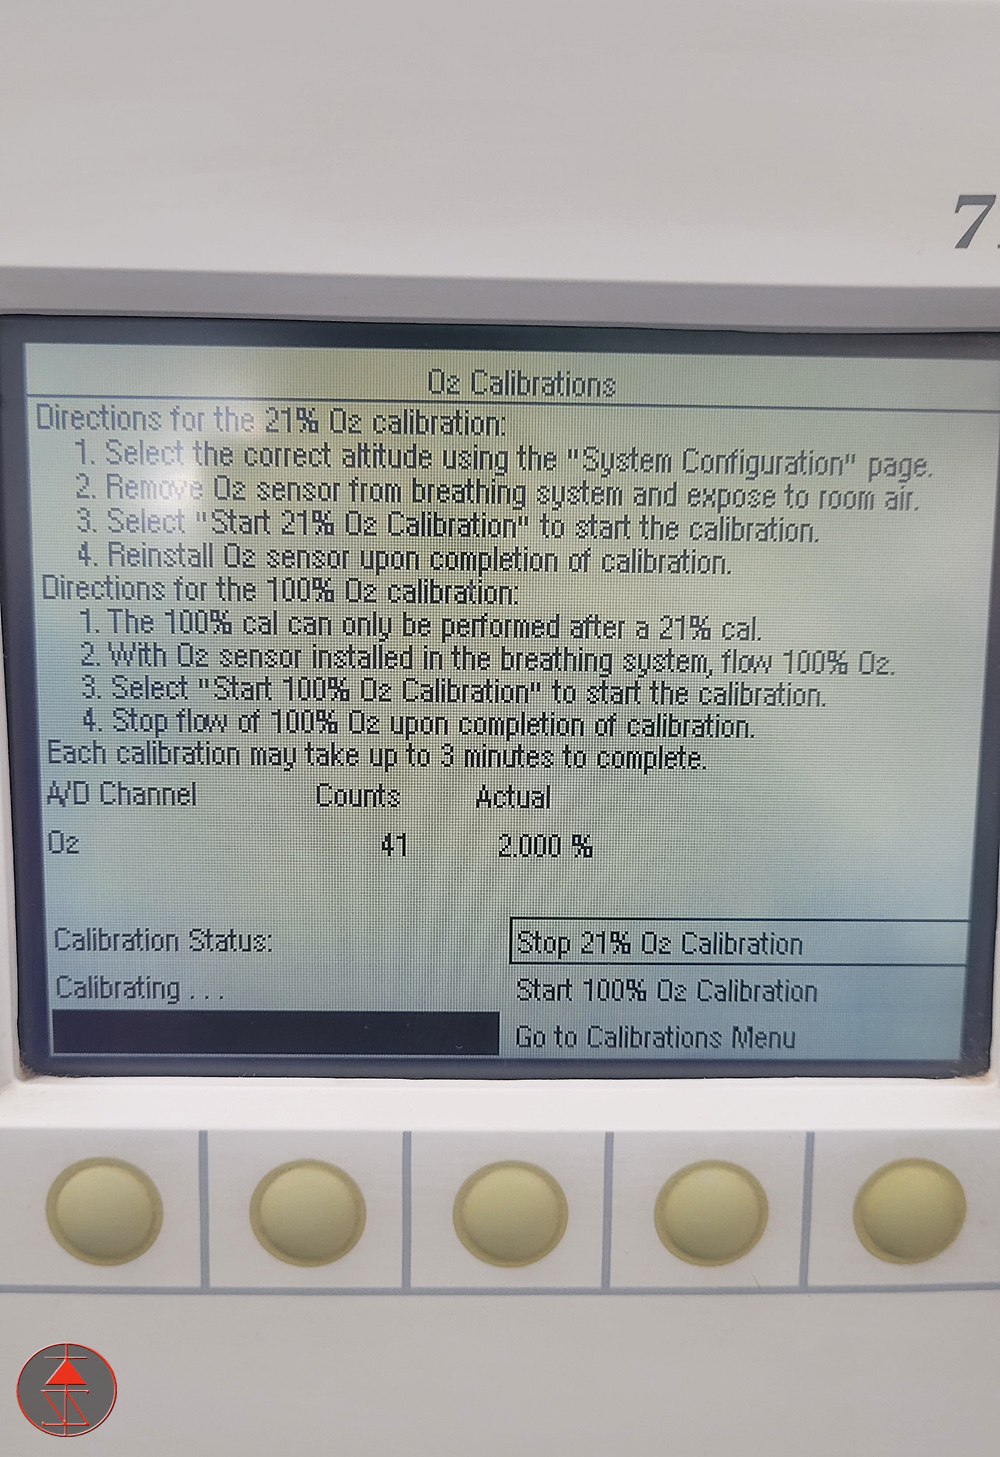 7
O2 Calibrations
Directions for the 21% O2 calibration:
1. Select the correct altitude using the "System Configuration" page.
2. Remove O2 sensor from breathing system and expose to room air.
3. Select "Start 21% O2 Calibration" to start the calibration.
4. Reinstall O2 sensor upon completion of calibration.
Directions for the 100% O2 calibration:
1. The 100% cal can only be performed after a 21% cal.
2. With O2 sensor installed in the breathing system, flow 100% O2.
3. Select "Start 100% O2 Calibration" to start the calibration.
4. Stop flow of 100% O2 upon completion of calibration.
Each calibration may take up to 3 minutes to complete.
A/D Channel Counts Actual
O2 41 2.000 %
Calibration Status: Stop 21% O2 Calibration
Calibrating . . . Start 100% O2 Calibration
Go to Calibrations Menu